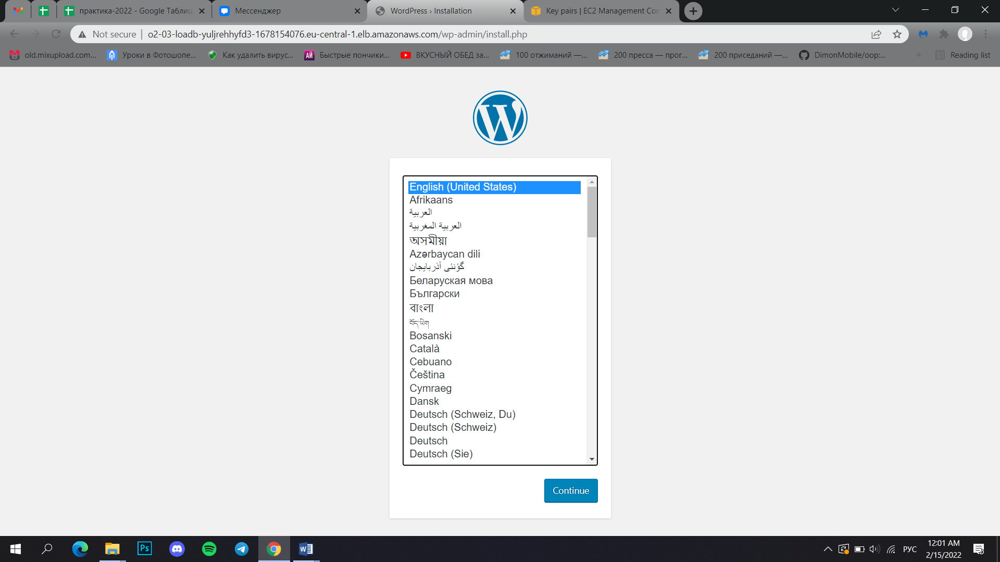 практика-2022 - Google Таблиц
Мессенджер
WordPress › Installation
Key pairs | EC2 Management Con
Not secure
o2-03-loadb-yuljrehhyfd3-1678154076.eu-central-1.elb.amazonaws.com/wp-admin/install.php
old.mixupload.com...
Уроки в Фотошопе...
Как удалить вирус...
АЙ
Быстрые пончики...
ВКУСНЫЙ ОБЕД за...
100 отжиманий —...
200 пресса — прог...
200 приседаний —...
DimonMobile/oop:...
»
Reading list
English (United States)
Afrikaans
العربية
العربية المغربية
অসমীয়া
Azərbaycan dili
گؤنئی آذربایجان
Беларуская мова
Български
বাংলা
བོད་ཡིག
Bosanski
Català
Cebuano
Čeština
Cymraeg
Dansk
Deutsch (Schweiz, Du)
Deutsch (Schweiz)
Deutsch
Deutsch (Sie)
Continue
Ps
РУС
12:01 AM
2/15/2022